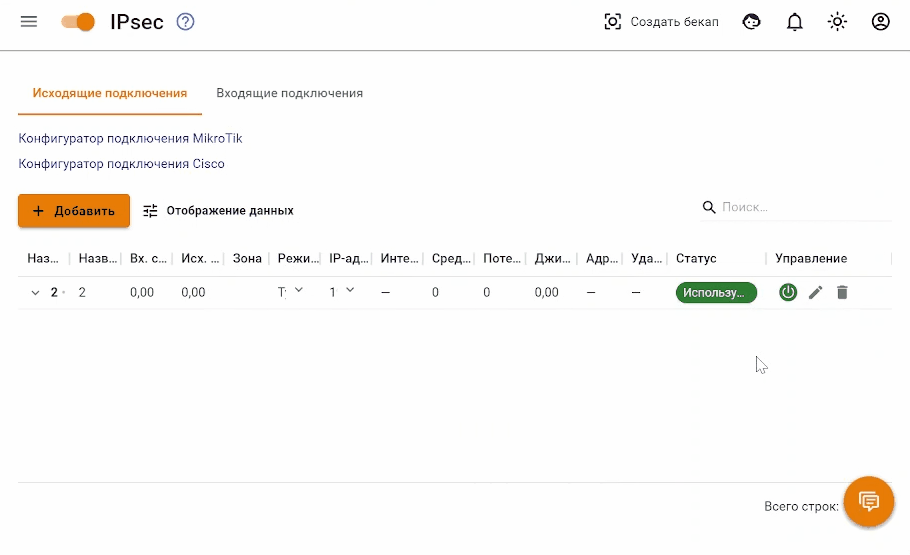 IPsec ?
Создать бекап
Исходящие подключения Входящие подключения
Конфигуратор подключения MikroTik
Конфигуратор подключения Cisco
+ Добавить Отображение данных Поиск...
Наз... Назв... Вх. с... Исх. ... Зона Режи... IP-ад... Инте... Сред... Поте... Джи... Адр... Уда... Статус Управление
2 2 0,00 0,00 1 — 0 0 0,00 — — Использу...
Всего строк: